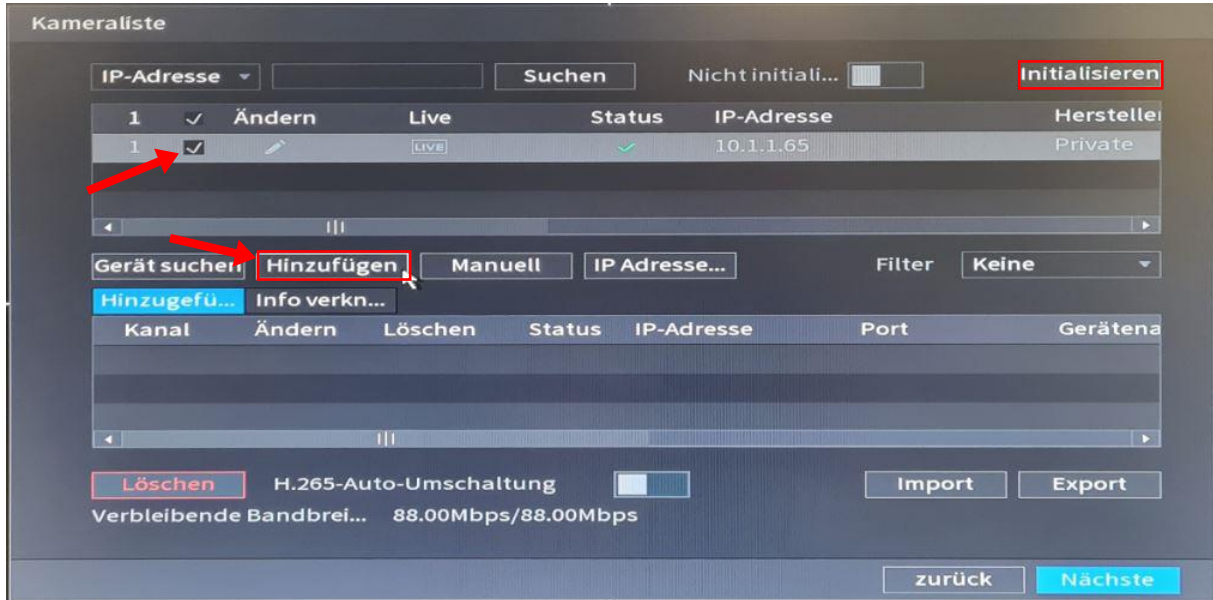 Kameraliste
IP-Adresse Suchen Nicht initiali... Initialisieren
1 Ändern Live Status IP-Adresse Hersteller
1 LIVE 10.1.1.65 Private
Gerät suchen Hinzufügen Manuell IP Adresse... Filter Keine
Hinzugefü... Info verkn...
Kanal Ändern Löschen Status IP-Adresse Port Gerätena
Löschen H.265-Auto-Umschaltung Import Export
Verbleibende Bandbrei... 88.00Mbps/88.00Mbps
zurück Nächste